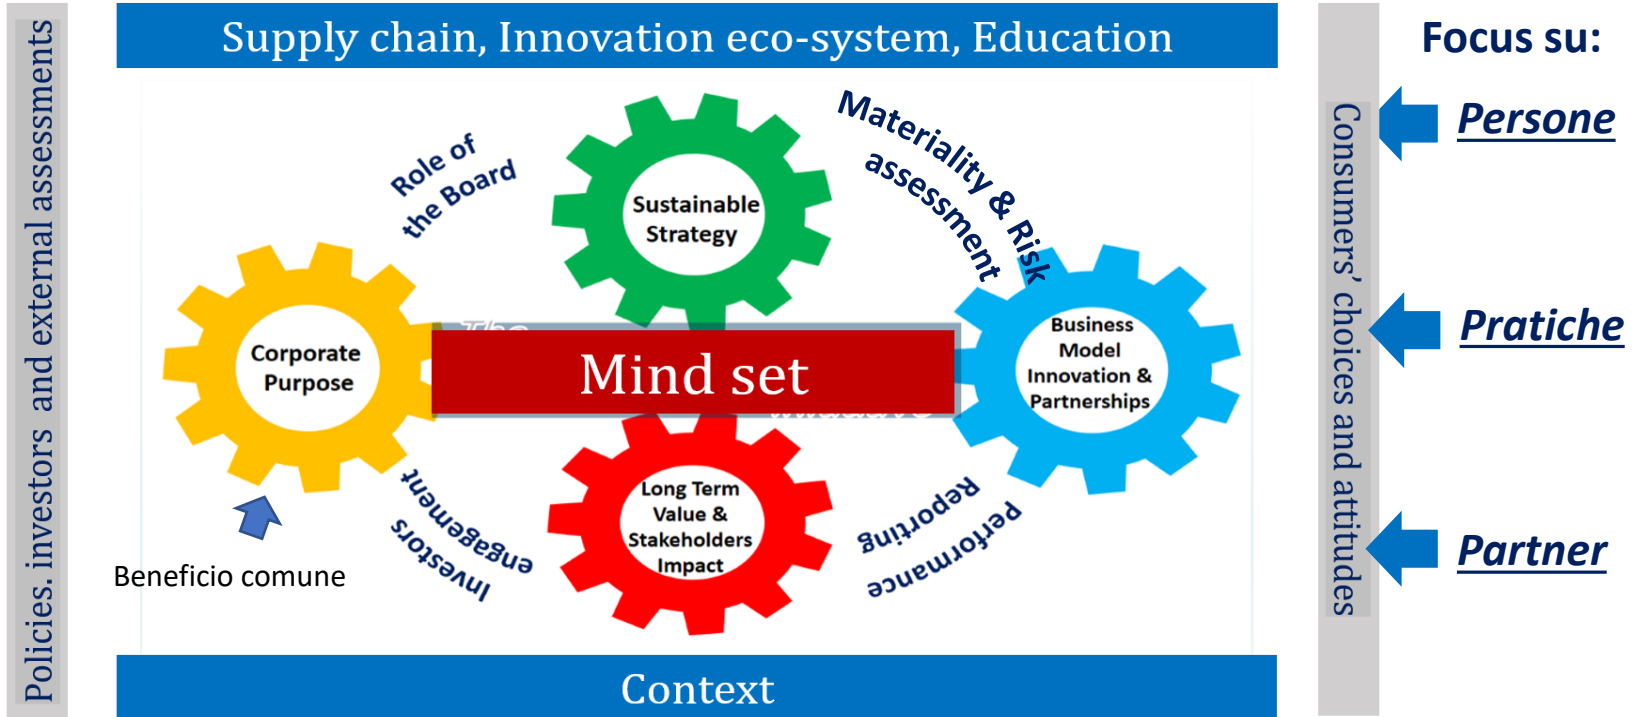 Supply chain, Innovation eco-system, Education
Policies. investors and external assessments
Role of
the Board
Materiality & Risk
assessment
Sustainable
Strategy
Corporate
Purpose
Mind set
Business
Model
Innovation &
Partnerships
Long Term
Value &
Stakeholders
Impact
Investors
engagement
Performance
Reporting
Beneficio comune
Context
Consumers' choices and attitudes
Focus su:
Persone
Pratiche
Partner